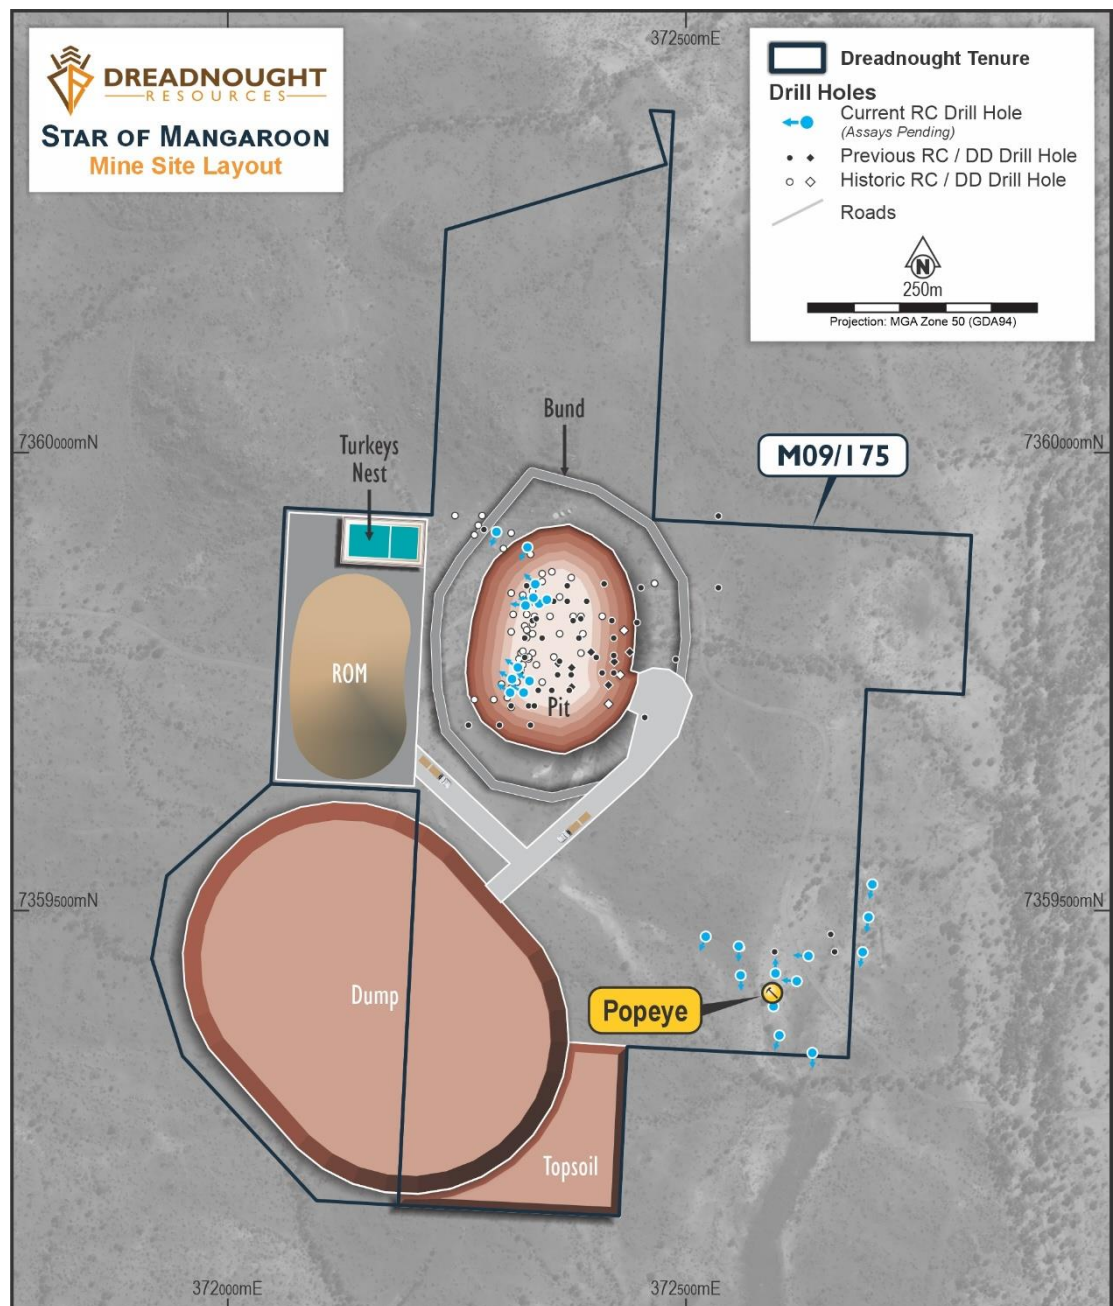 DREADNOUGHT
RESOURCES
STAR OF MANGAROON
Mine Site Layout
372500mE
Dreadnought Tenure
Drill Holes
Current RC Drill Hole
(Assays Pending)
Previous RC / DD Drill Hole
Historic RC / DD Drill Hole
Roads
N
250m
Projection: MGA Zone 50 (GDA94)
7360000mN
Turkeys
Nest
Bund
M09/175
7360000mN
ROM
Pit
7359500mN
7359500mN
Dump
Popeye
Topsoil
372000mE
372500mE